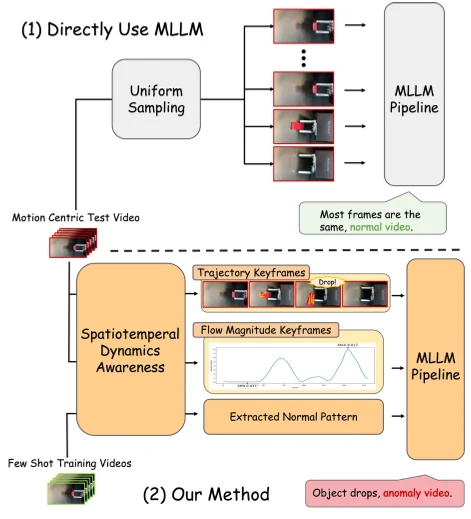 (1) Directly Use MLLM
Uniform
Sampling
MLLM
Pipeline
Most frames are the
same, normal video.
Motion Centric Test Video
Trajectory Keyframes
Drop!
Spatiotemporal
Dynamics
Awareness
Flow Magnitude Keyframes
MLLM
Pipeline
Extracted Normal Pattern
Few Shot Training Videos
(2) Our Method
Object drops, anomaly video.